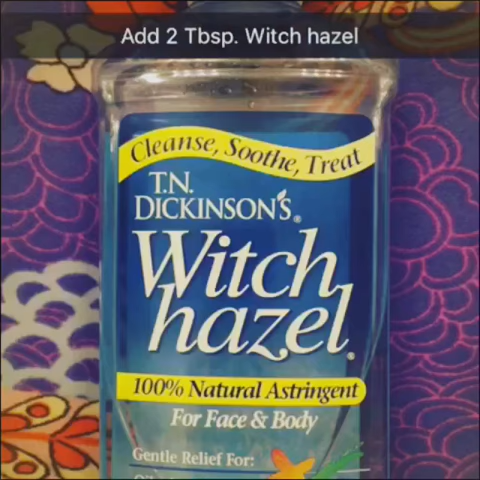 Add 2 Tbsp. Witch hazel
Cleanse, Soothe, Treat
T.N.
DICKINSON'S®
Witch
hazel®
100% Natural Astringent
For Face & Body
Gentle Relief For: